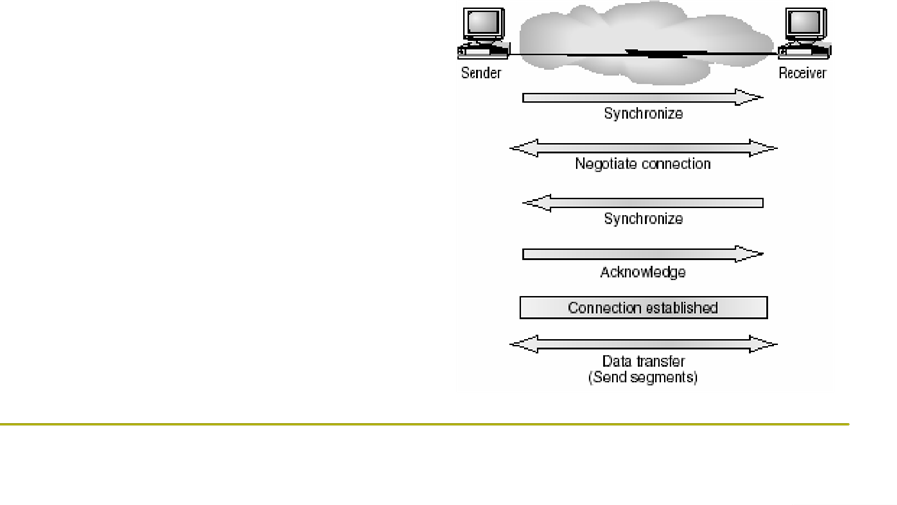 Sender
Receiver
Synchronize
Negotiate connection
Synchronize
Acknowledge
Connection established
Data transfer
(Send segments)